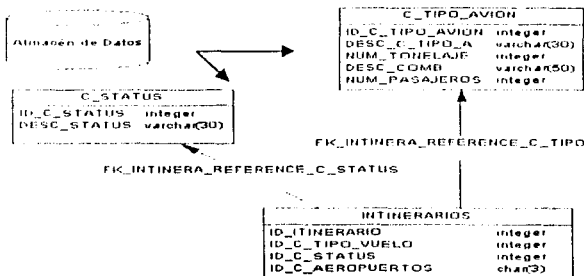 Almanén de Datos
C_TIPO_AVION
ID_C_TIPO_AVION integer
DESC_C_TIPO_A varchar(30)
NUM_TONELAJE integer
DESC_COMB varchar(50)
NUM_PASAJEROS integer
C_STATUS
ID_C_STATUS integer
DESC_STATUS varchar(30)
FK_INTINERA_REFERENCE_C_TIPO
FK_INTINERA_REFERENCE_C_STATUS
INTINERARIOS
ID_ITINERARIO integer
ID_C_TIPO_VUELO integer
ID_C_STATUS integer
ID_C_AEROPUERTOS char(3)